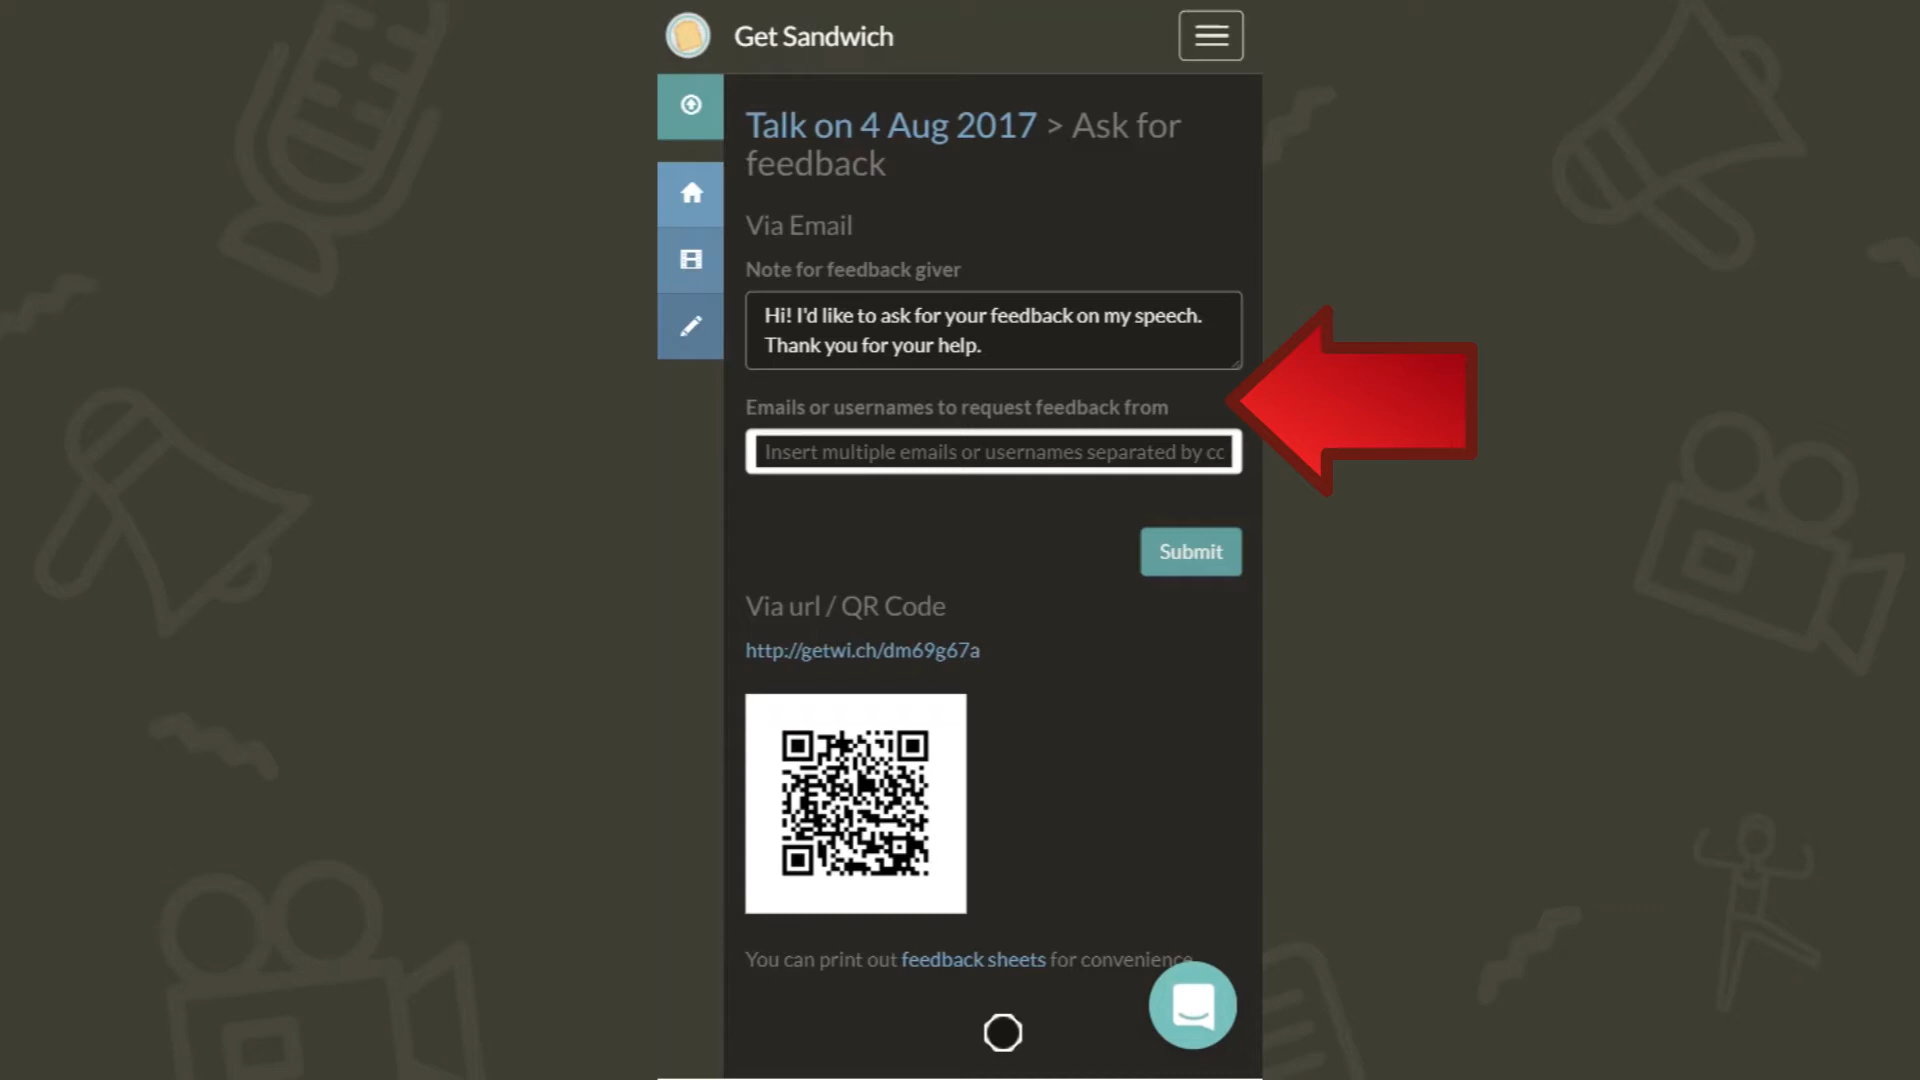 Get Sandwich
Talk on 4 Aug 2017 > Ask for
feedback
Via Email
Note for feedback giver
Hi! I'd like to ask for your feedback on my speech.
Thank you for your help.
Emails or usernames to request feedback from
Insert multiple emails or usernames separated by cc
Submit
Via url / QR Code
http://getwi.ch/dm69g67a
You can print out feedback sheets for convenience